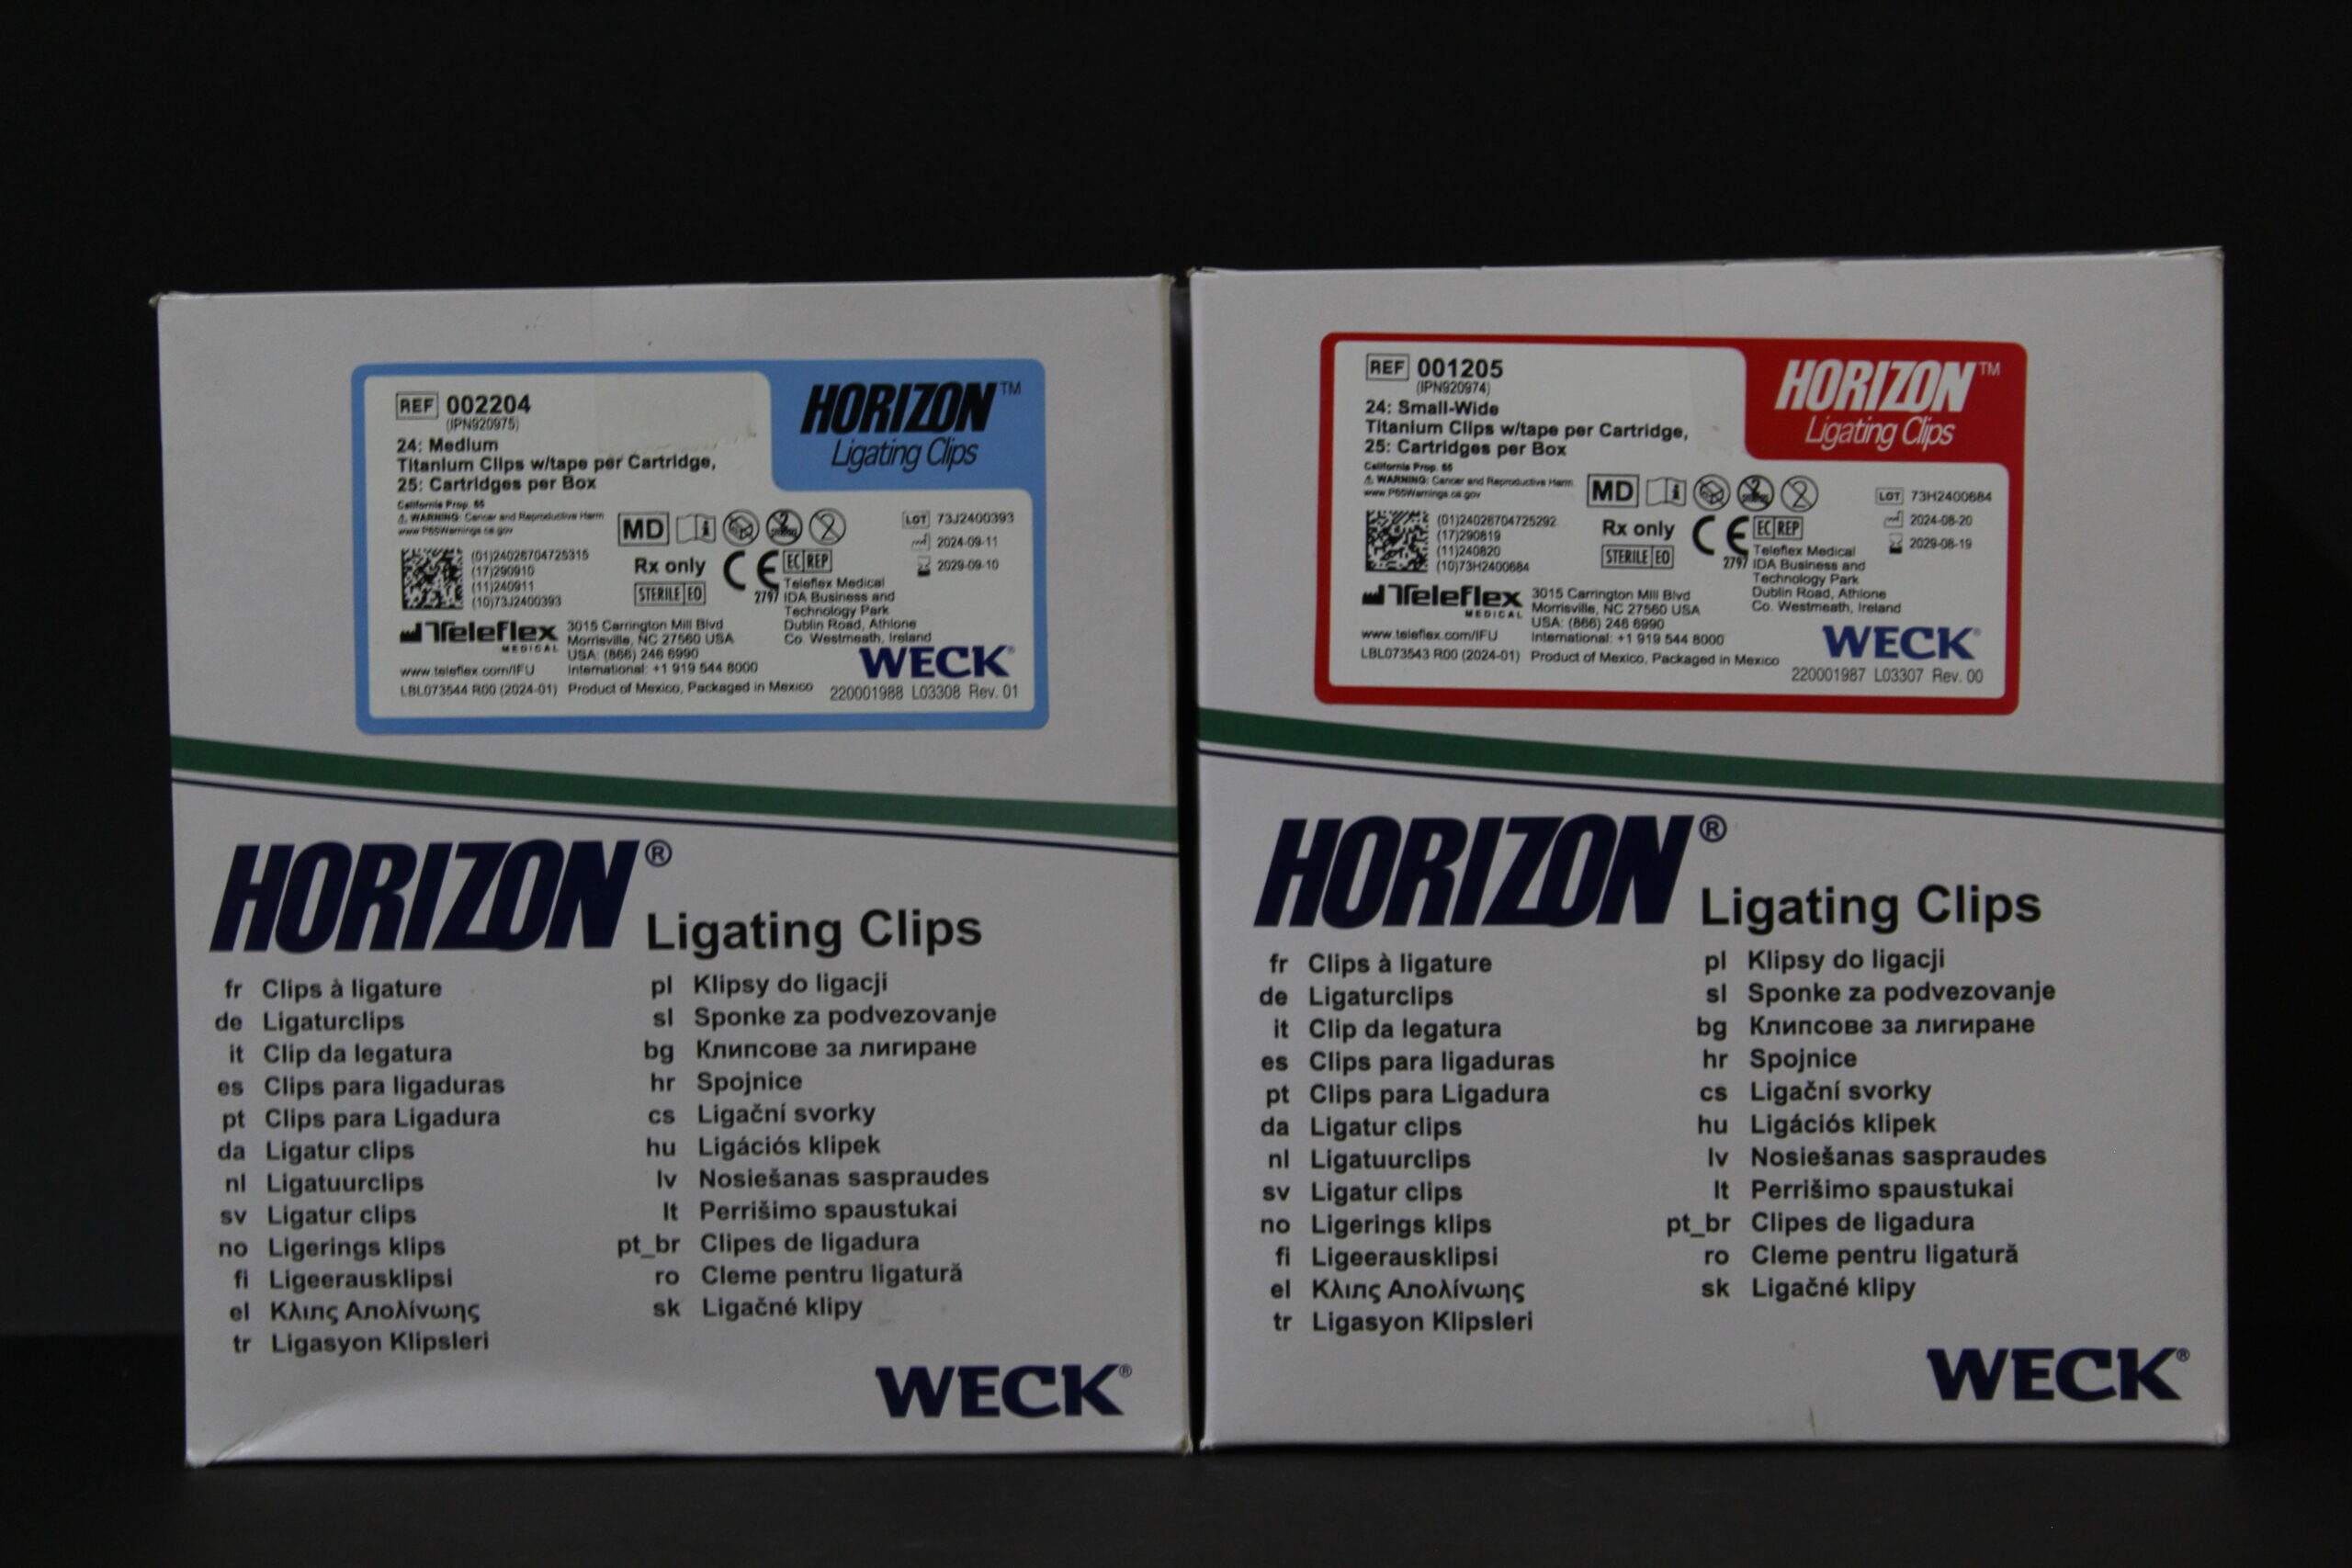 REF 002204
(IPN920975)
24: Medium
Titanium Clips w/tape per Cartridge,
25: Cartridges per Box
California Prop. 65
⚠ WARNING: Cancer and Reproductive Harm
www.P65Warnings.ca.gov
HORIZON™
Ligating Clips
MD
Rx only
STERILE EO
CE
2797
EC REP
LOT 73J2400393
2024-09-11
2029-09-10
(01)24026704725315
(17)290910
(11)240911
(10)73J2400393
Teleflex Medical
IDA Business and
Technology Park
Dublin Road, Athlone
Co. Westmeath, Ireland
Teleflex
MEDICAL
3015 Carrington Mill Blvd
Morrisville, NC 27560 USA
USA: (866) 246 6990
International: +1 919 544 8000
www.teleflex.com/IFU
LBL073544 R00 (2024-01) Product of Mexico, Packaged in Mexico
WECK®
220001988 L03308 Rev. 01
HORIZON® Ligating Clips
fr Clips à ligature
de Ligaturclips
it Clip da legatura
es Clips para ligaduras
pt Clips para Ligadura
da Ligatur clips
nl Ligatuurclips
sv Ligatur clips
no Ligerings klips
fi Ligeerausklipsi
el Κλιπς Απολίνωης
tr Ligasyon Klipsleri
pl Klipsy do ligacji
sl Sponke za podvezovanje
bg Клипсове за лигиране
hr Spojnice
cs Ligační svorky
hu Ligációs klipek
lv Nosiešanas saspraudes
lt Perrišimo spaustukai
pt_br Clipes de ligadura
ro Cleme pentru ligatură
sk Ligačné klipy
WECK®
REF 001205
(IPN920974)
24: Small-Wide
Titanium Clips w/tape per Cartridge,
25: Cartridges per Box
California Prop. 65
⚠ WARNING: Cancer and Reproductive Harm
www.P65Warnings.ca.gov
HORIZON™
Ligating Clips
MD
Rx only
STERILE EO
CE
2797
EC REP
LOT 73H2400684
2024-08-20
2029-08-19
(01)24026704725292
(17)290819
(11)240820
(10)73H2400684
Teleflex Medical
IDA Business and
Technology Park
Dublin Road, Athlone
Co. Westmeath, Ireland
Teleflex
MEDICAL
3015 Carrington Mill Blvd
Morrisville, NC 27560 USA
USA: (866) 246 6990
International: +1 919 544 8000
www.teleflex.com/IFU
LBL073543 R00 (2024-01) Product of Mexico, Packaged in Mexico
WECK®
220001987 L03307 Rev. 00
HORIZON® Ligating Clips
fr Clips à ligature
de Ligaturclips
it Clip da legatura
es Clips para ligaduras
pt Clips para Ligadura
da Ligatur clips
nl Ligatuurclips
sv Ligatur clips
no Ligerings klips
fi Ligeerausklipsi
el Κλιπς Απολίνωης
tr Ligasyon Klipsleri
pl Klipsy do ligacji
sl Sponke za podvezovanje
bg Клипсове за лигиране
hr Spojnice
cs Ligační svorky
hu Ligációs klipek
lv Nosiešanas saspraudes
lt Perrišimo spaustukai
pt_br Clipes de ligadura
ro Cleme pentru ligatură
sk Ligačné klipy
WECK®